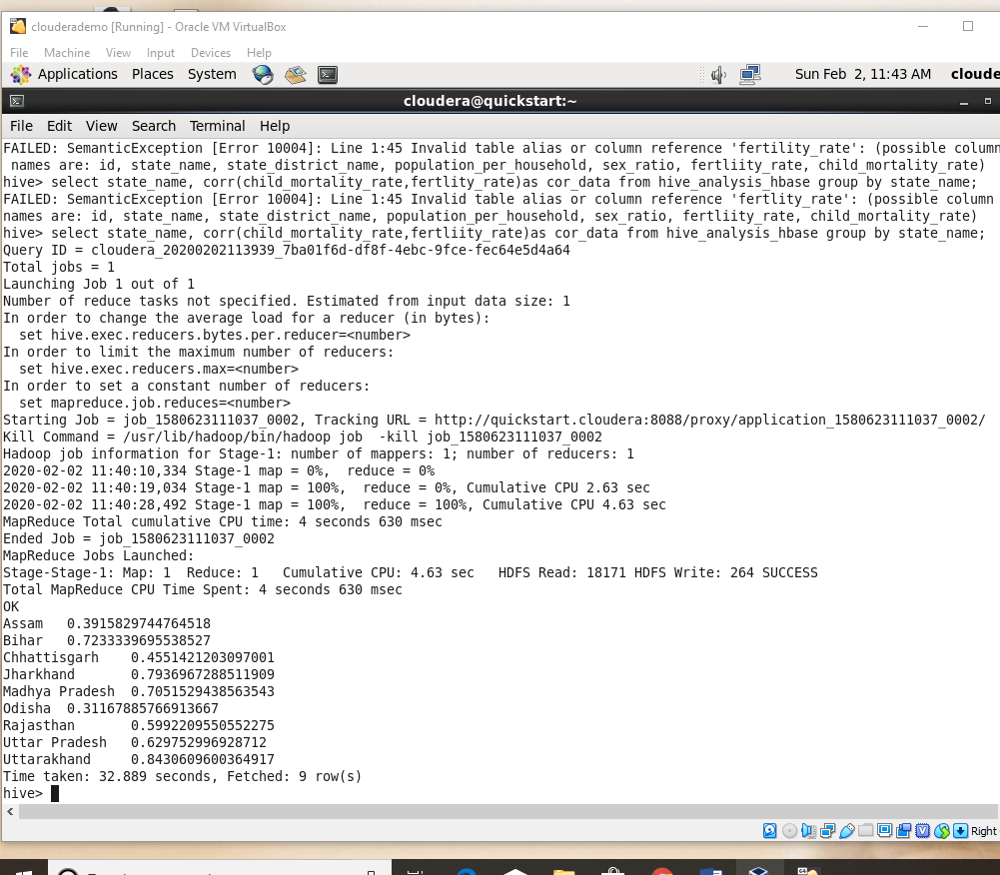 clouderademo [Running] - Oracle VM VirtualBox
File Machine View Input Devices Help
Applications Places System Sun Feb 2, 11:43 AM cloude
cloudera@quickstart:~
File Edit View Search Terminal Help
FAILED: SemanticException [Error 10004]: Line 1:45 Invalid table alias or column reference 'fertility_rate': (possible column
names are: id, state_name, state_district_name, population_per_household, sex_ratio, fertliity_rate, child_mortality_rate)
hive> select state_name, corr(child_mortality_rate,fertlity_rate)as cor_data from hive_analysis_hbase group by state_name;
FAILED: SemanticException [Error 10004]: Line 1:45 Invalid table alias or column reference 'fertlity_rate': (possible column
names are: id, state_name, state_district_name, population_per_household, sex_ratio, fertliity_rate, child_mortality_rate)
hive> select state_name, corr(child_mortality_rate,fertliity_rate)as cor_data from hive_analysis_hbase group by state_name;
Query ID = cloudera_20200202113939_7ba01f6d-df8f-4ebc-9fce-fec64e5d4a64
Total jobs = 1
Launching Job 1 out of 1
Number of reduce tasks not specified. Estimated from input data size: 1
In order to change the average load for a reducer (in bytes):
  set hive.exec.reducers.bytes.per.reducer=<number>
In order to limit the maximum number of reducers:
  set hive.exec.reducers.max=<number>
In order to set a constant number of reducers:
  set mapreduce.job.reduces=<number>
Starting Job = job_1580623111037_0002, Tracking URL = http://quickstart.cloudera:8088/proxy/application_1580623111037_0002/
Kill Command = /usr/lib/hadoop/bin/hadoop job  -kill job_1580623111037_0002
Hadoop job information for Stage-1: number of mappers: 1; number of reducers: 1
2020-02-02 11:40:10,334 Stage-1 map = 0%,  reduce = 0%
2020-02-02 11:40:19,034 Stage-1 map = 100%,  reduce = 0%, Cumulative CPU 2.63 sec
2020-02-02 11:40:28,492 Stage-1 map = 100%,  reduce = 100%, Cumulative CPU 4.63 sec
MapReduce Total cumulative CPU time: 4 seconds 630 msec
Ended Job = job_1580623111037_0002
MapReduce Jobs Launched:
Stage-Stage-1: Map: 1  Reduce: 1   Cumulative CPU: 4.63 sec   HDFS Read: 18171 HDFS Write: 264 SUCCESS
Total MapReduce CPU Time Spent: 4 seconds 630 msec
OK
Assam   0.3915829744764518
Bihar   0.7233339695538527
Chhattisgarh    0.4551421203097001
Jharkhand       0.7936967288511909
Madhya Pradesh  0.7051529438563543
Odisha  0.31167885766913667
Rajasthan       0.5992209550552275
Uttar Pradesh   0.629752996928712
Uttarakhand     0.8430609600364917
Time taken: 32.889 seconds, Fetched: 9 row(s)
hive>
Right